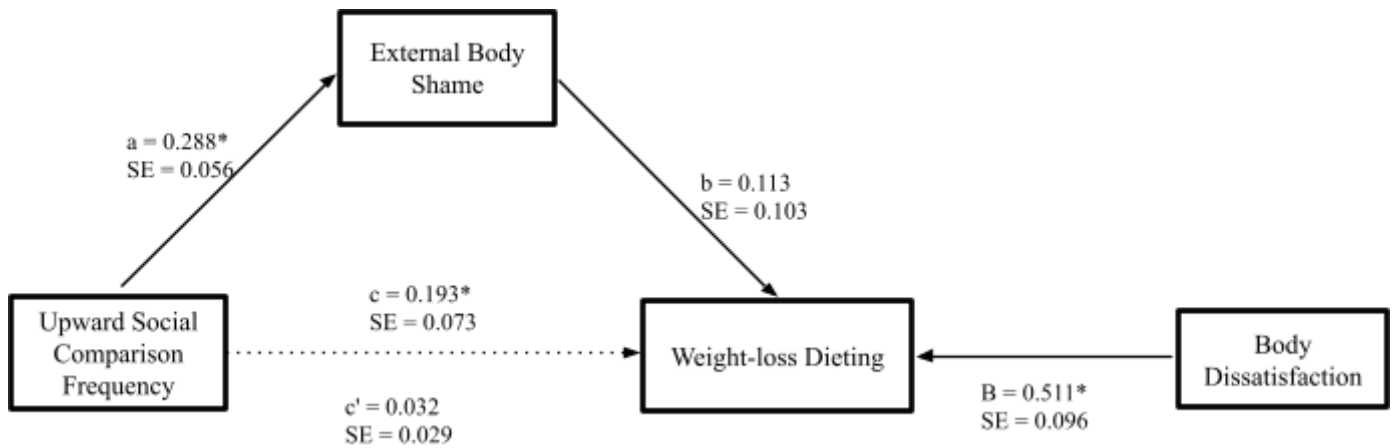 External Body
Shame
a = 0.288*
SE = 0.056
b = 0.113
SE = 0.103
c = 0.193*
SE = 0.073
Upward Social
Comparison
Frequency
Weight-loss Dieting
Body
Dissatisfaction
B = 0.511*
SE = 0.096
c' = 0.032
SE = 0.029